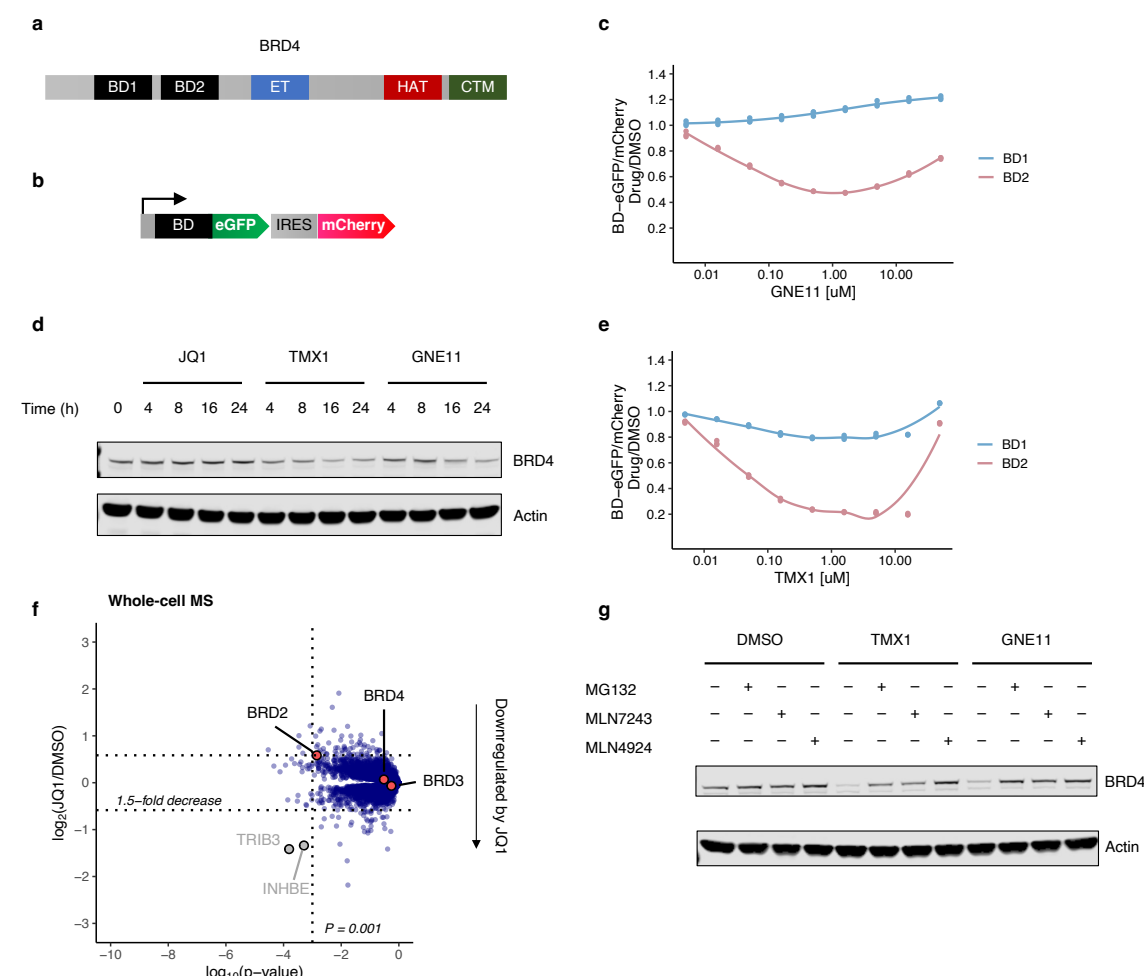 a
BRD4
BD1 BD2 ET HAT CTM
b
BD eGFP IRES mCherry
c
BD–eGFP/mCherry
Drug/DMSO
1.4
1.2
1.0
0.8
0.6
0.4
0.2
0.01 0.10 1.00 10.00
GNE11 [uM]
BD1
BD2
d
JQ1 TMX1 GNE11
Time (h) 0 4 8 16 24 4 8 16 24 4 8 16 24
BRD4
Actin
e
BD–eGFP/mCherry
Drug/DMSO
1.4
1.2
1.0
0.8
0.6
0.4
0.2
0.01 0.10 1.00 10.00
TMX1 [uM]
BD1
BD2
f
Whole-cell MS
log2(JQ1/DMSO)
3
2
1
0
−1
−2
−3
BRD2
BRD4
BRD3
1.5−fold decrease
TRIB3
INHBE
P = 0.001
−10 −8 −6 −4 −2 0
log10(p−value)
Downregulated by JQ1
g
DMSO TMX1 GNE11
MG132 − + − − − + − − − + − −
MLN7243 − − + − − − + − − − + −
MLN4924 − − − + − − − + − − − +
BRD4
Actin